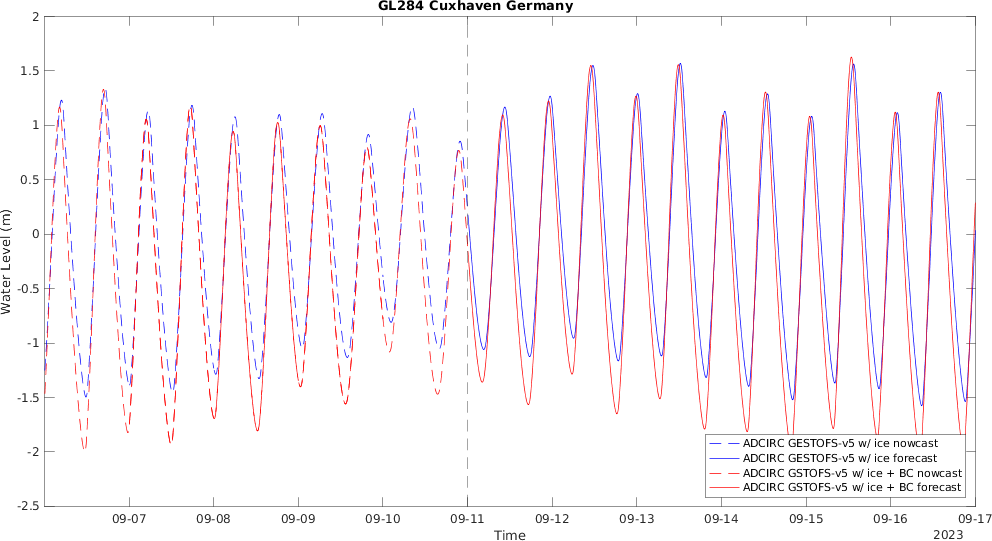 GL284 Cuxhaven Germany
2
1.5
1
0.5
0
-0.5
-1
-1.5
-2
-2.5
Water Level (m)
09-07 09-08 09-09 09-10 09-11 09-12 09-13 09-14 09-15 09-16 09-17
Time
2023
ADCIRC GESTOFS-v5 w/ ice nowcast
ADCIRC GESTOFS-v5 w/ ice forecast
ADCIRC GSTOFS-v5 w/ ice + BC nowcast
ADCIRC GSTOFS-v5 w/ ice + BC forecast